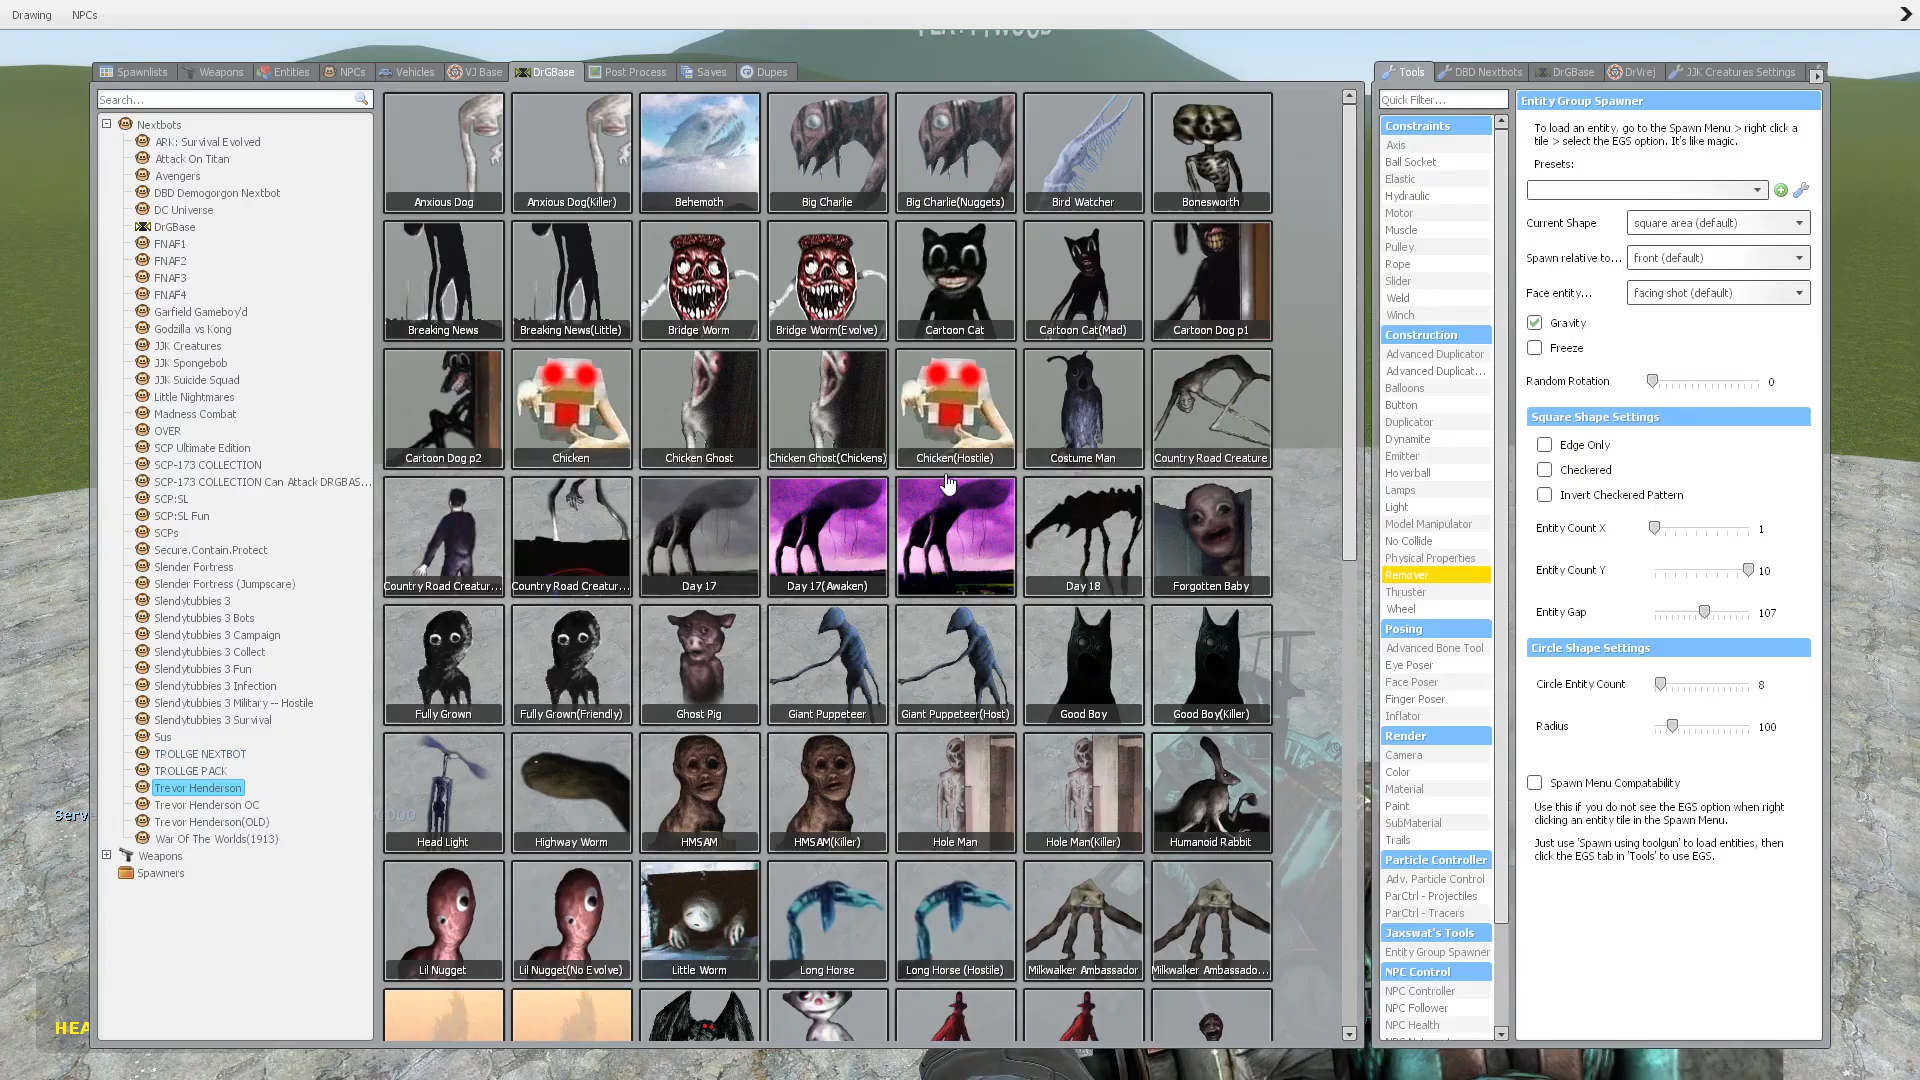 Drawing NPCs
Spawnlists Weapons Entities NPCs Vehicles VJ Base DrGBase Post Process Saves Dupes
Search...
Nextbots
ARK: Survival Evolved
Attack On Titan
Avengers
DBD Demogorgon Nextbot
DC Universe
DrGBase
FNAF1
FNAF2
FNAF3
FNAF4
Garfield Gameboy'd
Godzilla vs Kong
JJK Creatures
JJK Spongebob
JJK Suicide Squad
Little Nightmares
Madness Combat
OVER
SCP Ultimate Edition
SCP-173 COLLECTION
SCP-173 COLLECTION Can Attack DRGBAS...
SCP:SL
SCP:SL Fun
SCPs
Secure.Contain.Protect
Slender Fortress
Slender Fortress (Jumpscare)
Slendytubbies 3
Slendytubbies 3 Bots
Slendytubbies 3 Campaign
Slendytubbies 3 Collect
Slendytubbies 3 Fun
Slendytubbies 3 Infection
Slendytubbies 3 Military -- Hostile
Slendytubbies 3 Survival
Sus
TROLLGE NEXTBOT
TROLLGE PACK
Trevor Henderson
Trevor Henderson OC
Trevor Henderson(OLD)
War Of The Worlds(1913)
Weapons
Spawners
Serve
HEA
Anxious Dog Anxious Dog(Killer) Behemoth Big Charlie Big Charlie(Nuggets) Bird Watcher Bonesworth
Breaking News Breaking News(Little) Bridge Worm Bridge Worm(Evolve) Cartoon Cat Cartoon Cat(Mad) Cartoon Dog p1
Cartoon Dog p2 Chicken Chicken Ghost Chicken Ghost(Chickens) Chicken(Hostile) Costume Man Country Road Creature
Country Road Creatur... Country Road Creatur... Day 17 Day 17(Awaken) Day 18 Forgotten Baby
Fully Grown Fully Grown(Friendly) Ghost Pig Giant Puppeteer Giant Puppeteer(Host) Good Boy Good Boy(Killer)
Head Light Highway Worm HMSAM HMSAM(Killer) Hole Man Hole Man(Killer) Humanoid Rabbit
Lil Nugget Lil Nugget(No Evolve) Little Worm Long Horse Long Horse (Hostile) Milkwalker Ambassador Milkwalker Ambassado...
Tools DBD Nextbots DrGBase DrVrej JJK Creatures Settings
Quick Filter...
Constraints
Axis
Ball Socket
Elastic
Hydraulic
Motor
Muscle
Pulley
Rope
Slider
Weld
Winch
Construction
Advanced Duplicator
Advanced Duplicat...
Balloons
Button
Duplicator
Dynamite
Emitter
Hoverball
Lamps
Light
Model Manipulator
No Collide
Physical Properties
Remover
Thruster
Wheel
Posing
Advanced Bone Tool
Eye Poser
Face Poser
Finger Poser
Inflator
Render
Camera
Color
Material
Paint
SubMaterial
Trails
Particle Controller
Adv. Particle Control
ParCtrl - Projectiles
ParCtrl - Tracers
Jaxswat's Tools
Entity Group Spawner
NPC Control
NPC Controller
NPC Follower
NPC Health
Entity Group Spawner
To load an entity, go to the Spawn Menu > right click a
tile > select the EGS option. It's like magic.
Presets:
Current Shape square area (default)
Spawn relative to... front (default)
Face entity... facing shot (default)
Gravity
Freeze
Random Rotation 0
Square Shape Settings
Edge Only
Checkered
Invert Checkered Pattern
Entity Count X 1
Entity Count Y 10
Entity Gap 107
Circle Shape Settings
Circle Entity Count 8
Radius 100
Spawn Menu Compatability
Use this if you do not see the EGS option when right
clicking an entity tile in the Spawn Menu.
Just use 'Spawn using toolgun' to load entities, then
click the EGS tab in 'Tools' to use EGS.